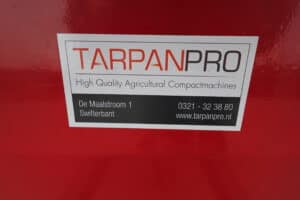 TARPANPRO
High Quality Agricultural Compactmachines
De Maalstroom 1 0321 - 32 38 80
Swifterbant www.tarpanpro.nl